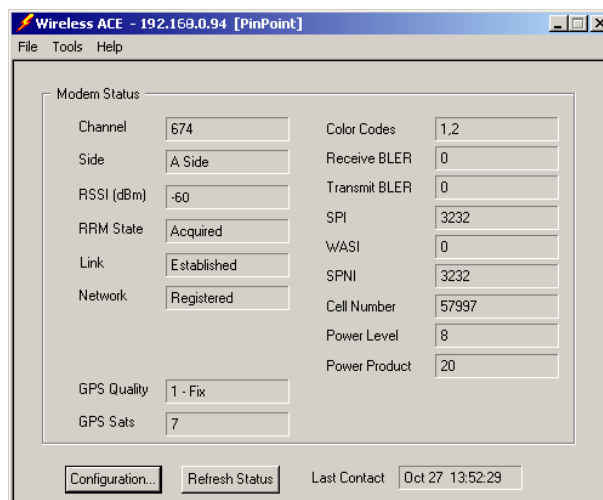 Wireless ACE - 192.168.0.94 [PinPoint]
File Tools Help
Modem Status
Channel 674
Side A Side
RSSI (dBm) -60
RRM State Acquired
Link Established
Network Registered
GPS Quality 1 - Fix
GPS Sats 7
Color Codes 1,2
Receive BLER 0
Transmit BLER 0
SPI 3232
WASI 0
SPNI 3232
Cell Number 57997
Power Level 8
Power Product 20
Configuration... Refresh Status Last Contact Oct 27 13:52:29